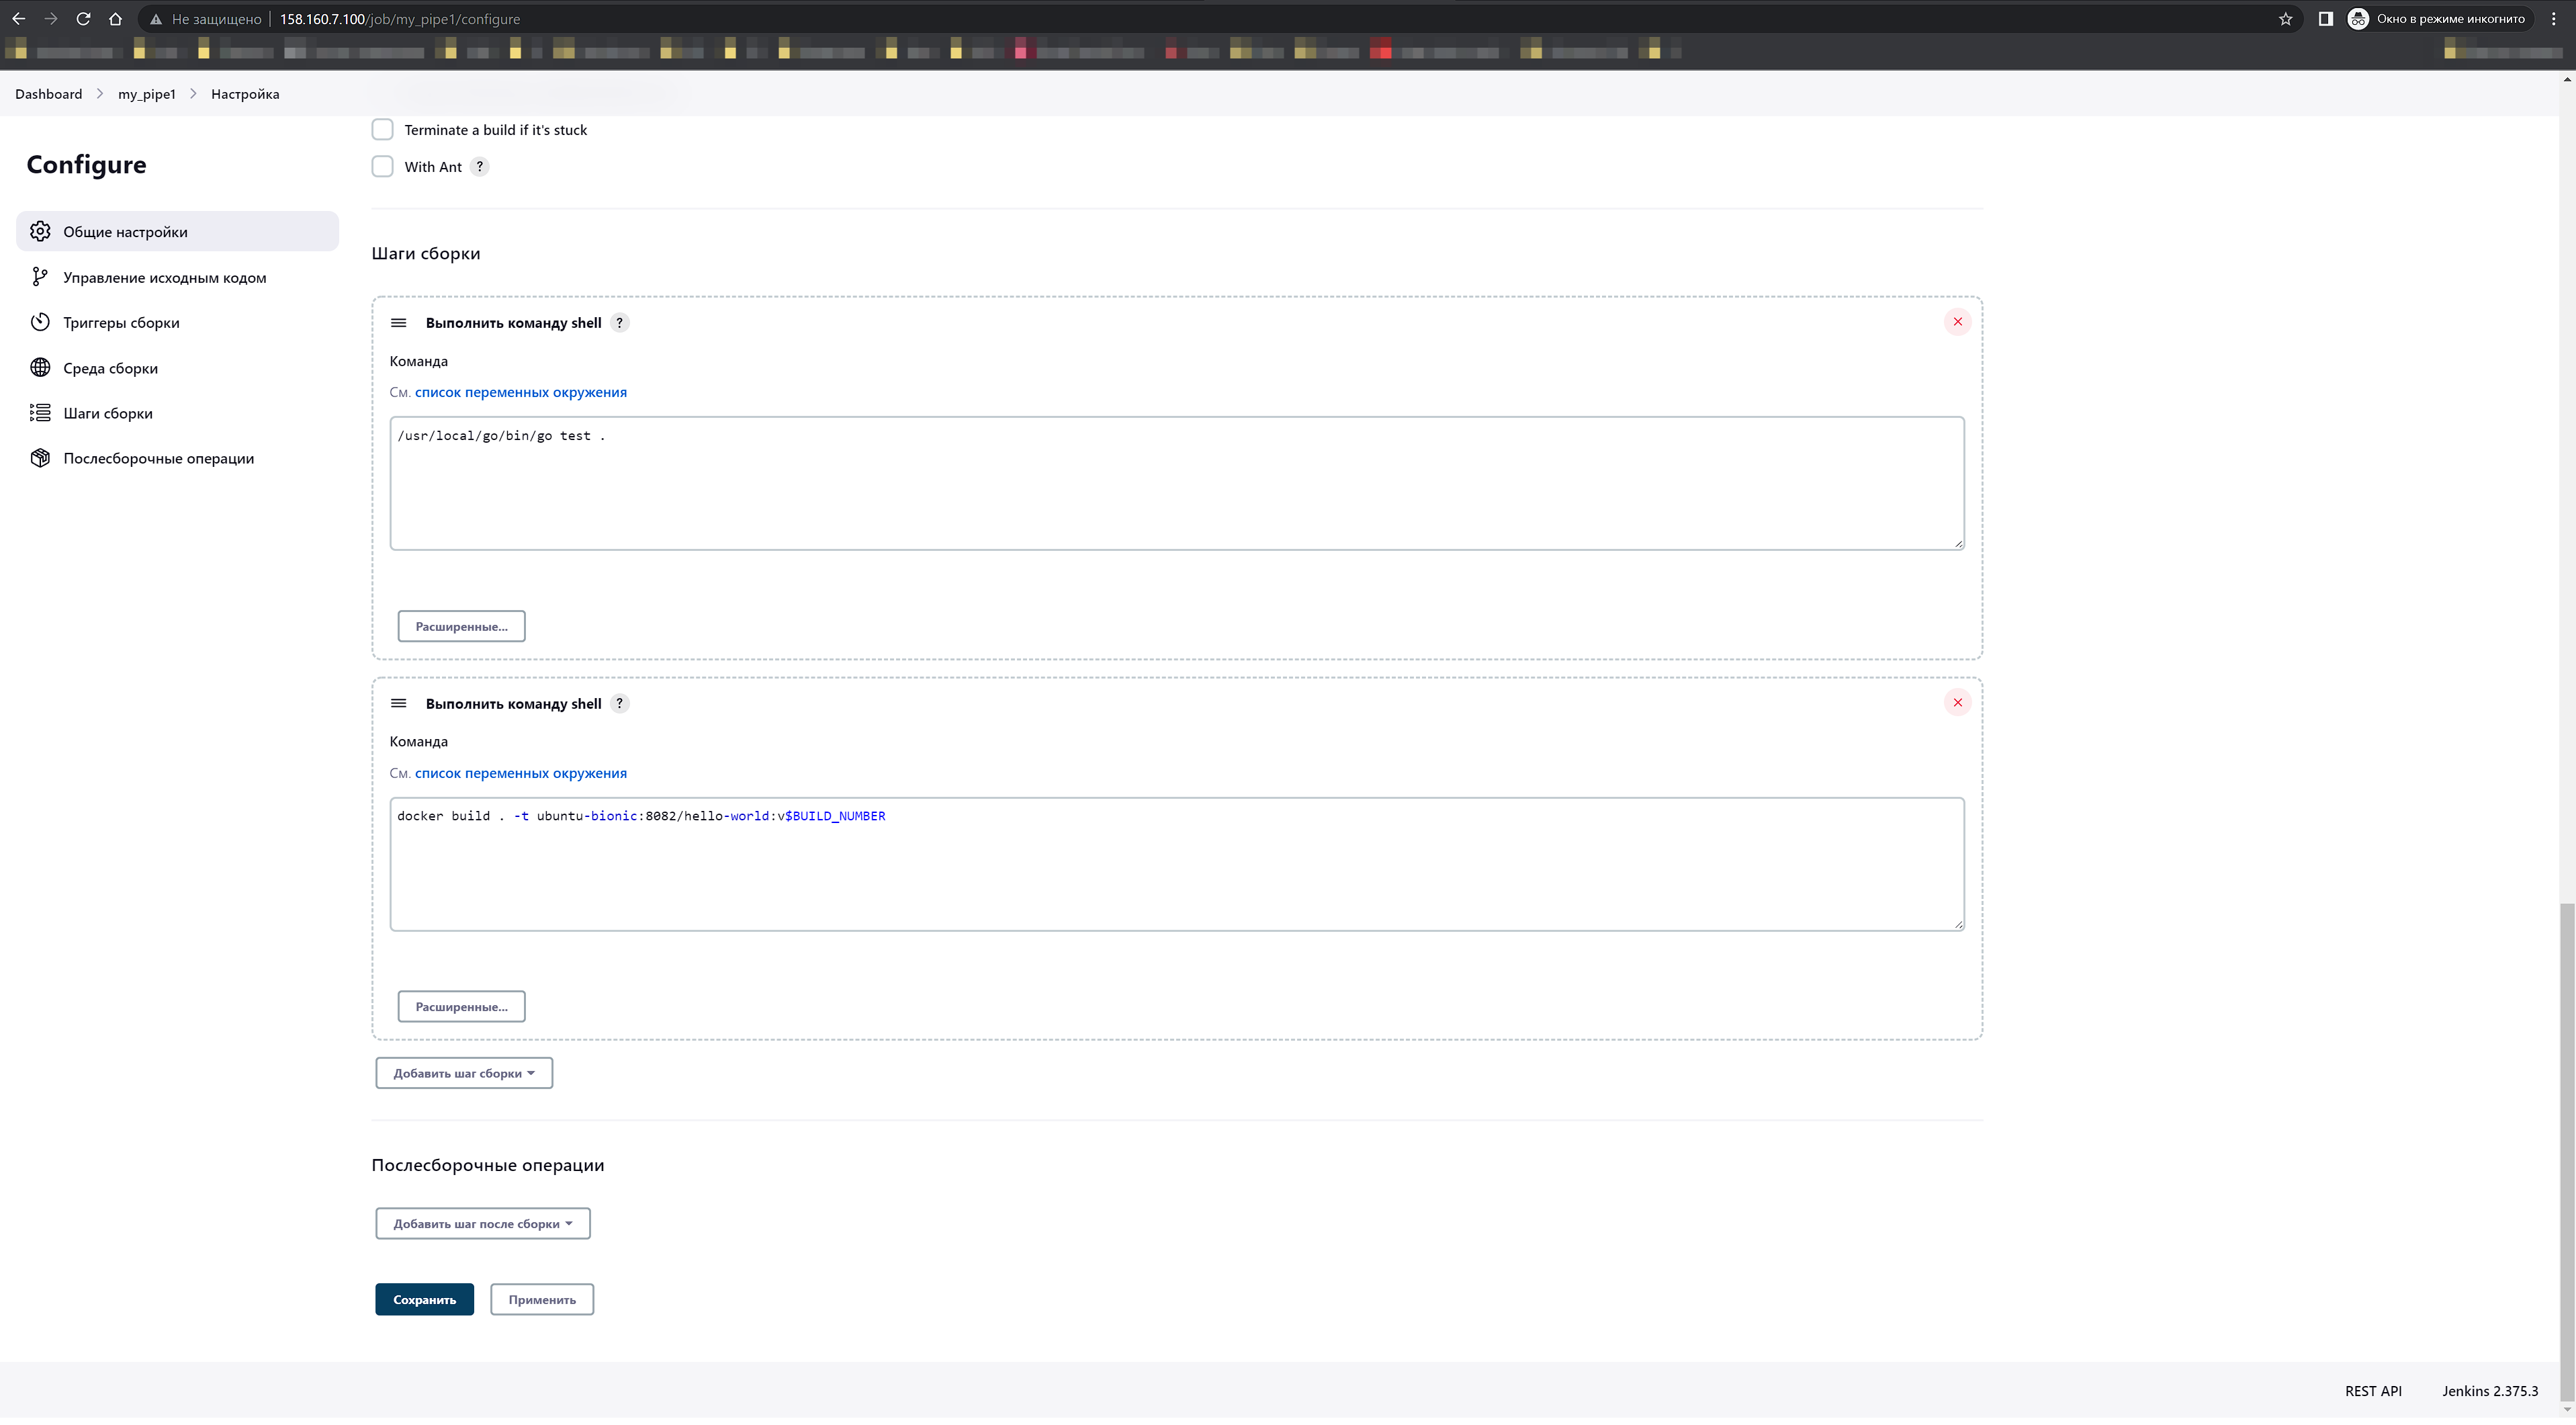 Не защищено 158.160.7.100/job/my_pipe1/configure Окно в режиме инкогнито
Dashboard my_pipe1 Настройка
Configure
Общие настройки
Управление исходным кодом
Триггеры сборки
Среда сборки
Шаги сборки
Послесборочные операции
Terminate a build if it's stuck
With Ant ?
Шаги сборки
Выполнить команду shell ?
Команда
См. список переменных окружения
/usr/local/go/bin/go test .
Расширенные...
Выполнить команду shell ?
Команда
См. список переменных окружения
docker build . -t ubuntu-bionic:8082/hello-world:v$BUILD_NUMBER
Расширенные...
Добавить шаг сборки
Послесборочные операции
Добавить шаг после сборки
Сохранить Применить
REST API Jenkins 2.375.3